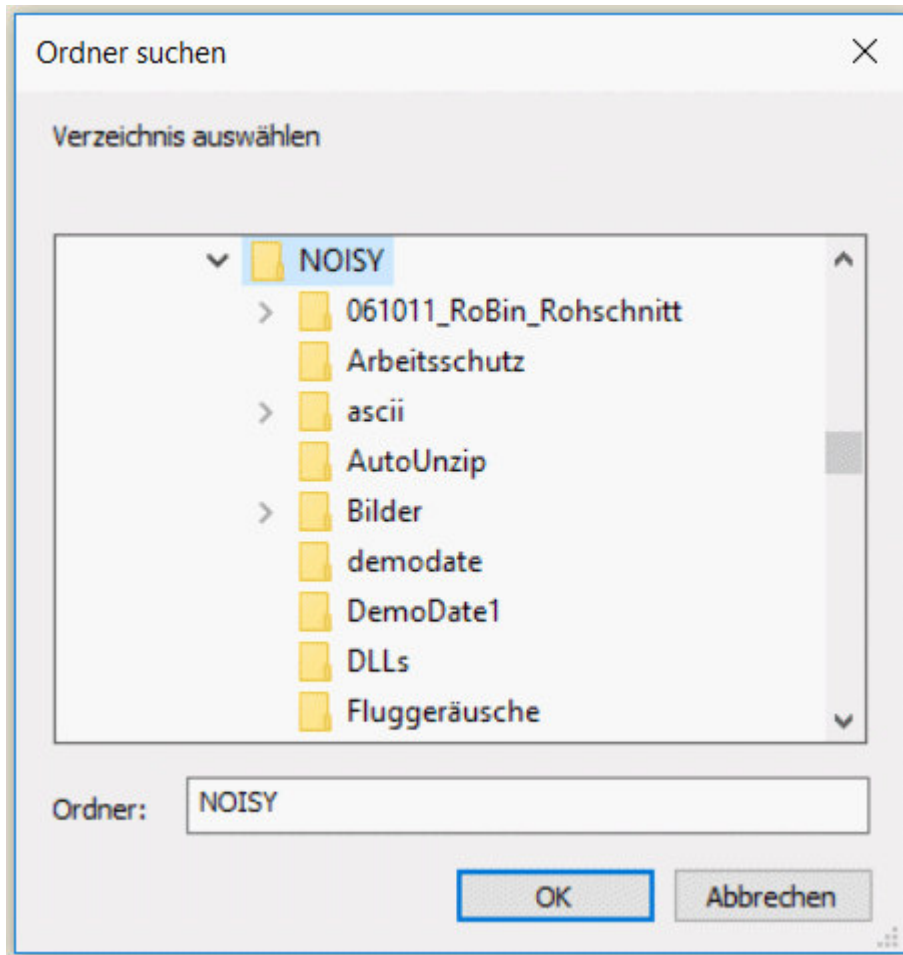 Ordner suchen
Verzeichnis auswählen
NOISY
061011_RoBin_Rohschnitt
Arbeitsschutz
ascii
AutoUnzip
Bilder
demodate
DemoDate1
DLLs
Fluggeräusche
Ordner: NOISY
OK Abbrechen